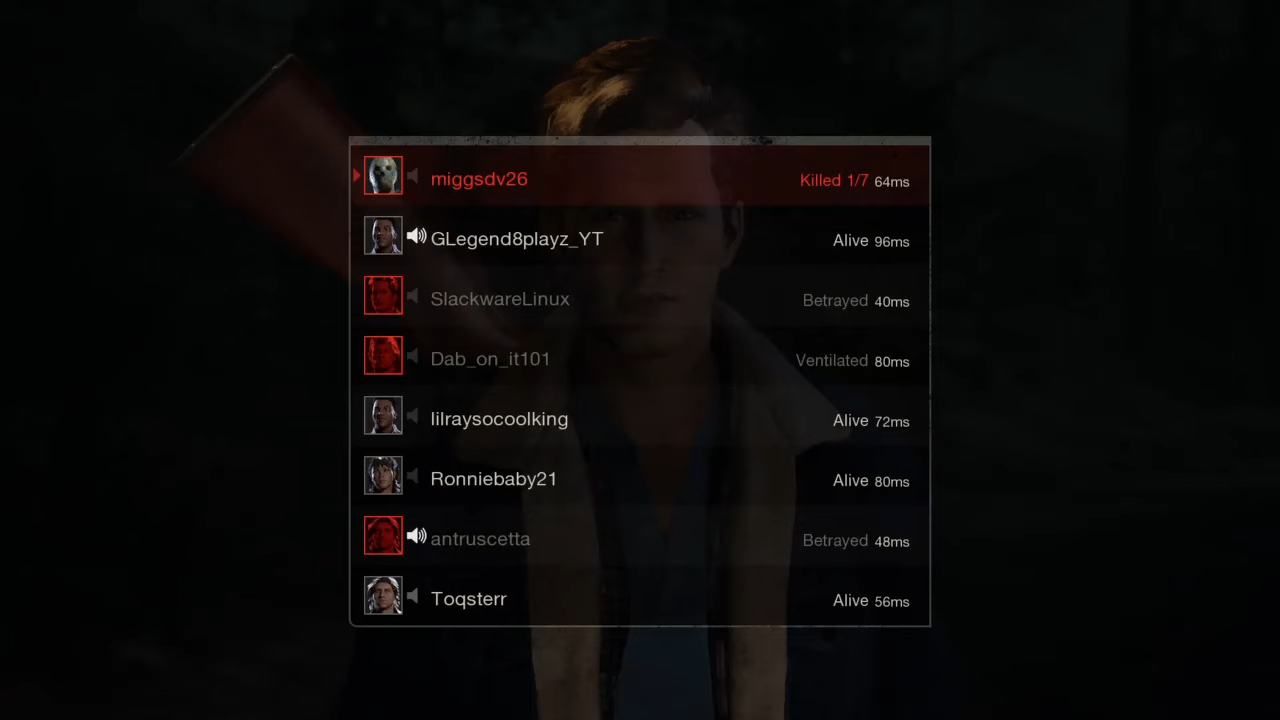 miggsdv26 Killed 1/7 64ms
GLegend8playz_YT Alive 96ms
SlackwareLinux Betrayed 40ms
Dab_on_it101 Ventilated 80ms
lilraysocoolking Alive 72ms
Ronniebaby21 Alive 80ms
antruscetta Betrayed 48ms
Toqsterr Alive 56ms